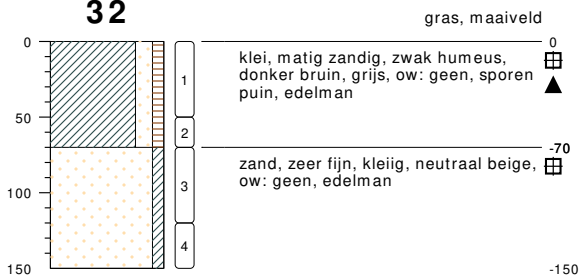 32
gras, maaiveld
0
0
klei, matig zandig, zwak humeus,
donker bruin, grijs, ow: geen, sporen
puin, edelman
1
50
2
-70
zand, zeer fijn, kleiig, neutraal beige,
ow: geen, edelman
3
100
4
150
-150